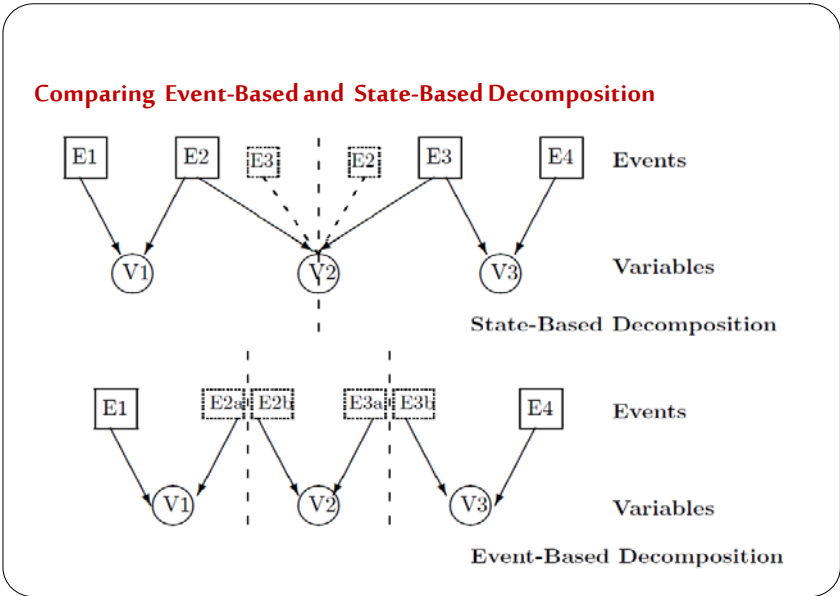 Comparing Event-Based and State-Based Decomposition
E1 E2 E3 E2 E3 E4 Events
V1 V2 V3 Variables
State-Based Decomposition
E1 E2a E2b E3a E3b E4 Events
V1 V2 V3 Variables
Event-Based Decomposition